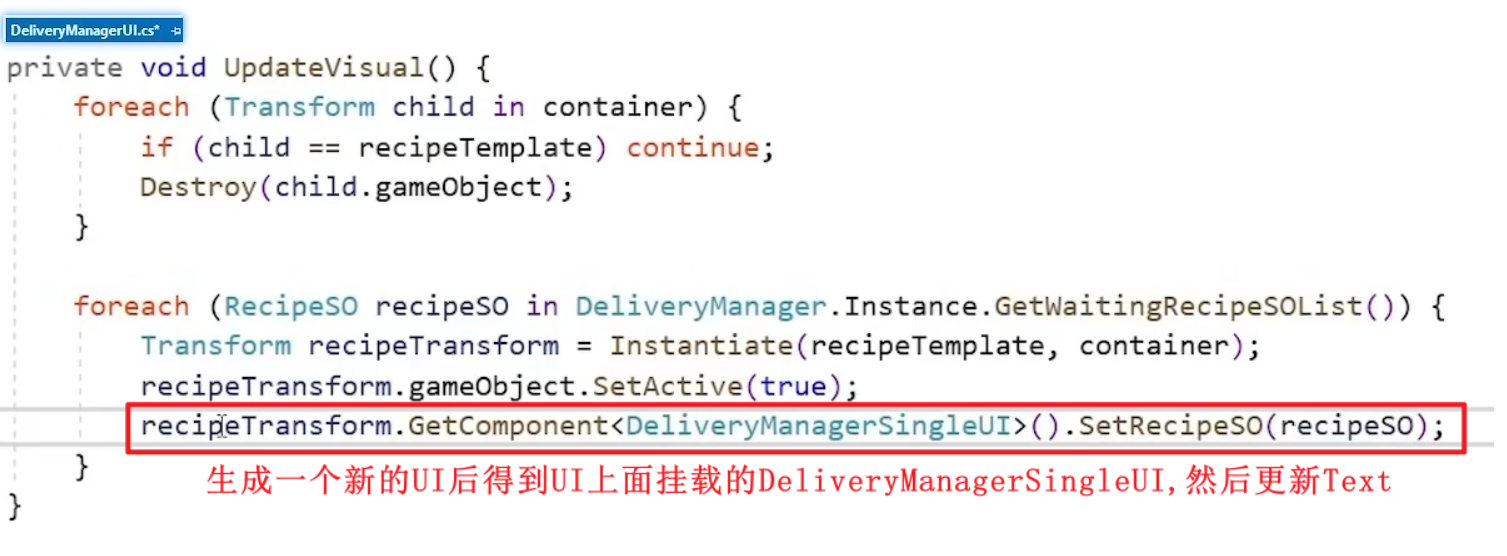 DeliveryManagerUI.cs*
private void UpdateVisual() {
foreach (Transform child in container) {
if (child == recipeTemplate) continue;
Destroy(child.gameObject);
}
foreach (RecipeSO recipeSO in DeliveryManager.Instance.GetWaitingRecipeSOList()) {
Transform recipeTransform = Instantiate(recipeTemplate, container);
recipeTransform.gameObject.SetActive(true);
recipeTransform.GetComponent<DeliveryManagerSingleUI>().SetRecipeSO(recipeSO);
}
生成一个新的UI后得到UI上面挂载的DeliveryManagerSingleUI,然后更新Text
}